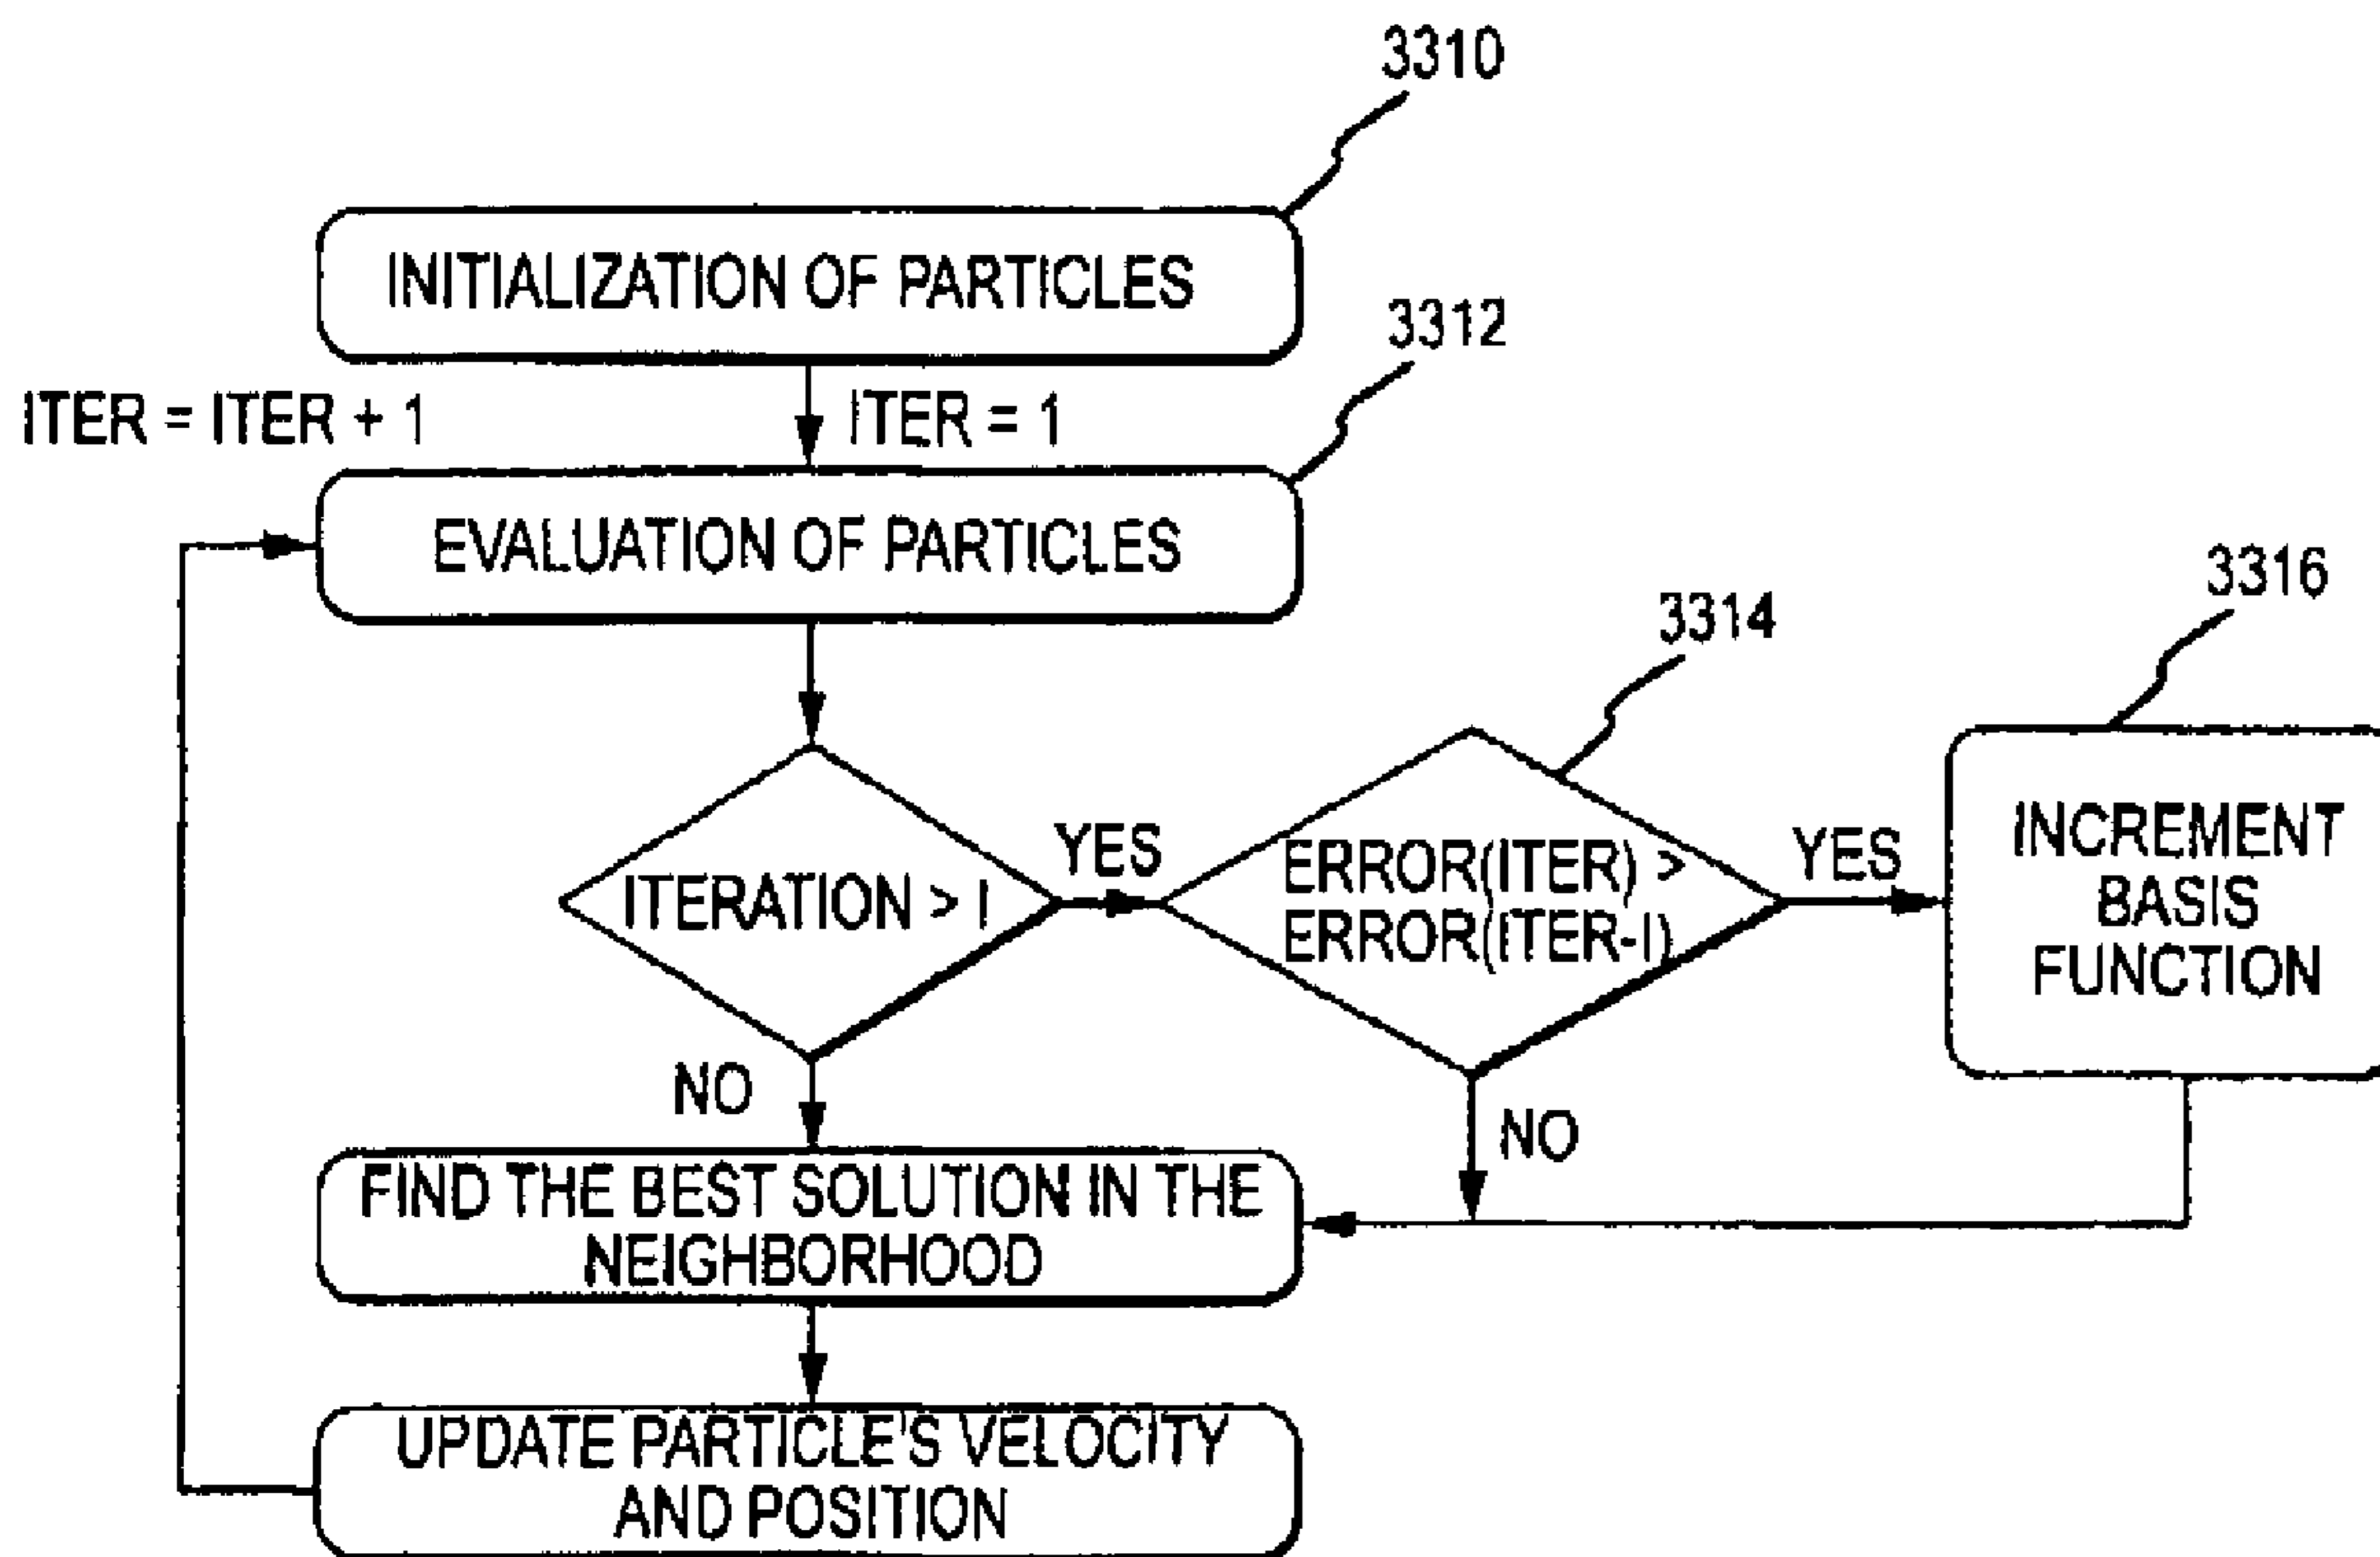 3310
INITIALIZATION OF PARTICLES
3312
ITER = ITER + 1
ITER = 1
EVALUATION OF PARTICLES
3316
3314
ITERATION > I
YES
ERROR(ITER) >
ERROR(ITER-I)
YES
INCREMENT
BASIS
FUNCTION
NO
NO
FIND THE BEST SOLUTION IN THE
NEIGHBORHOOD
UPDATE PARTICLE'S VELOCITY
AND POSITION